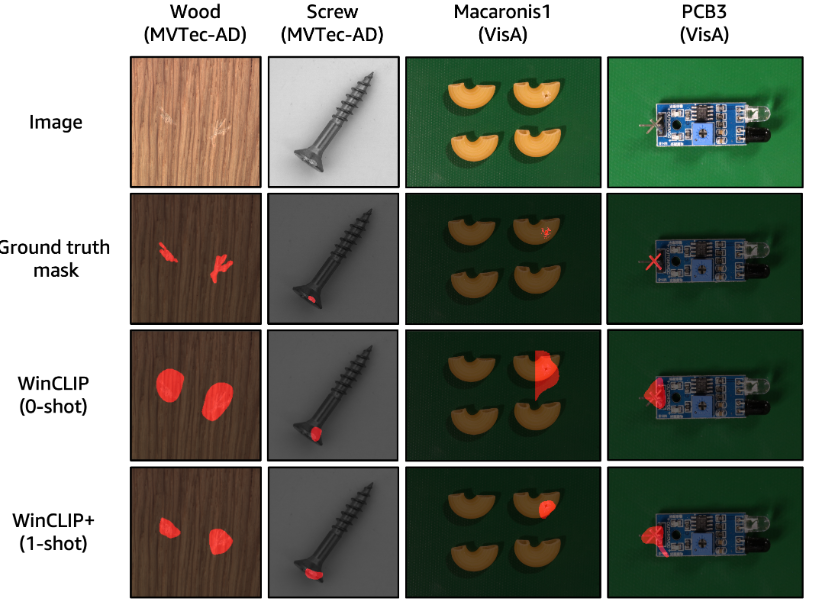 Wood
(MVTec-AD)
Screw
(MVTec-AD)
Macaronis1
(VisA)
PCB3
(VisA)
Image
Ground truth
mask
WinCLIP
(0-shot)
WinCLIP+
(1-shot)